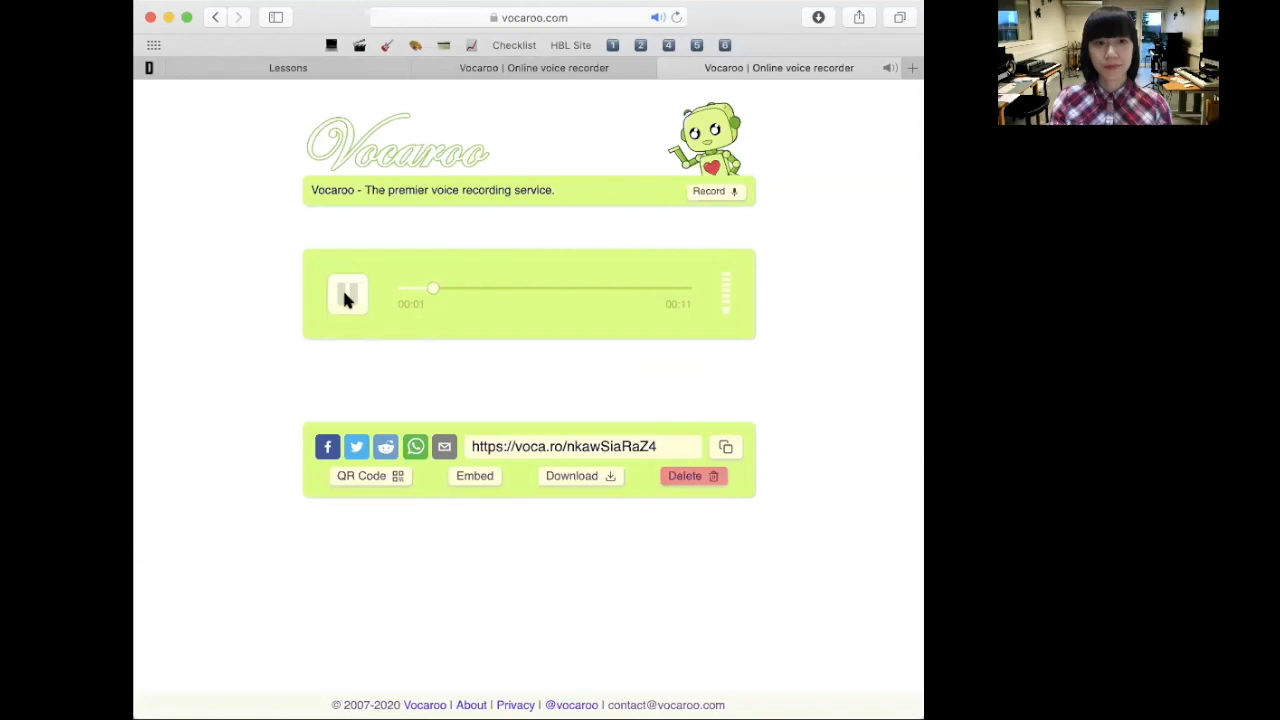 vocaroo.com
Checklist HBL Site 1 2 4 5 6
Lessons Vocaroo | Online voice recorder Vocaroo | Online voice recorder
Vocaroo
Vocaroo - The premier voice recording service. Record
00:01 00:11
https://voca.ro/nkawSiaRaZ4
QR Code Embed Download Delete
© 2007-2020 Vocaroo | About | Privacy | @vocaroo | contact@vocaroo.com